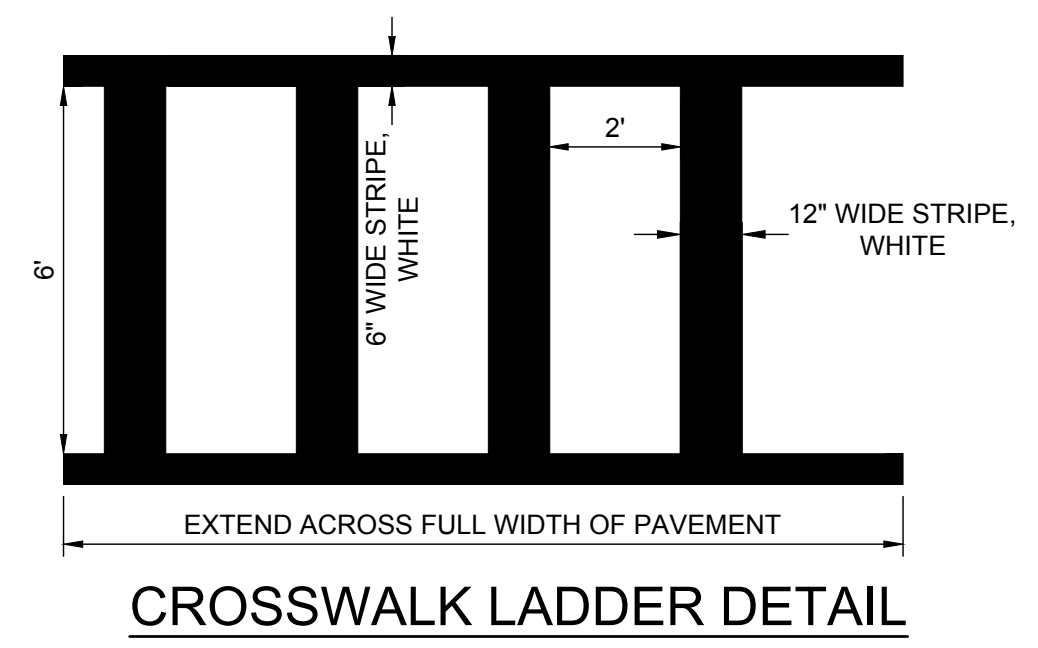 2'
6" WIDE STRIPE,
WHITE
12" WIDE STRIPE,
WHITE
6'
EXTEND ACROSS FULL WIDTH OF PAVEMENT
CROSSWALK LADDER DETAIL